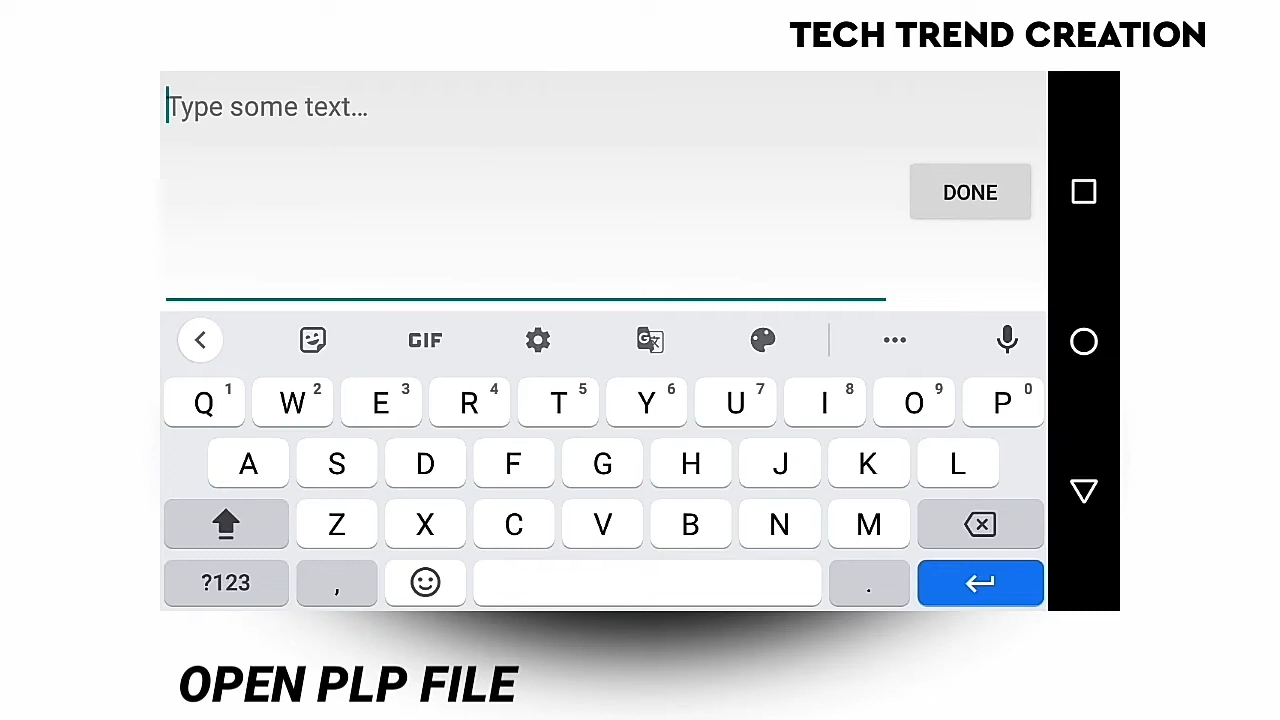 TECH TREND CREATION
Type some text...
DONE
GIF
Q 1 W 2 E 3 R 4 T 5 Y 6 U 7 I 8 O 9 P 0
A S D F G H J K L
Z X C V B N M
?123 , .
OPEN PLP FILE